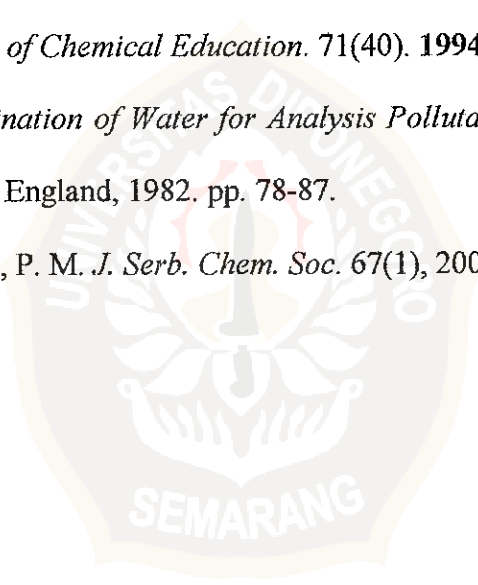 of Chemical Education. 71(40). 1994
ination of Water for Analysis Polluta
England, 1982. pp. 78-87.
, P. M. J. Serb. Chem. Soc. 67(1), 200
UNIVERSITAS DIPONEGORO
SEMARANG